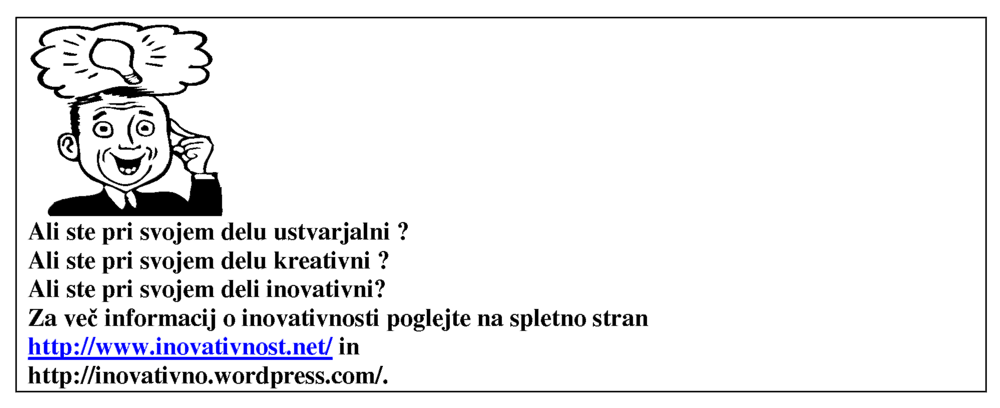 Ali ste pri svojem delu ustvarjalni ?
Ali ste pri svojem delu kreativni ?
Ali ste pri svojem deli inovativni?
Za več informacij o inovativnosti poglejte na spletno stran
http://www.inovativnost.net/ in
http://inovativno.wordpress.com/.